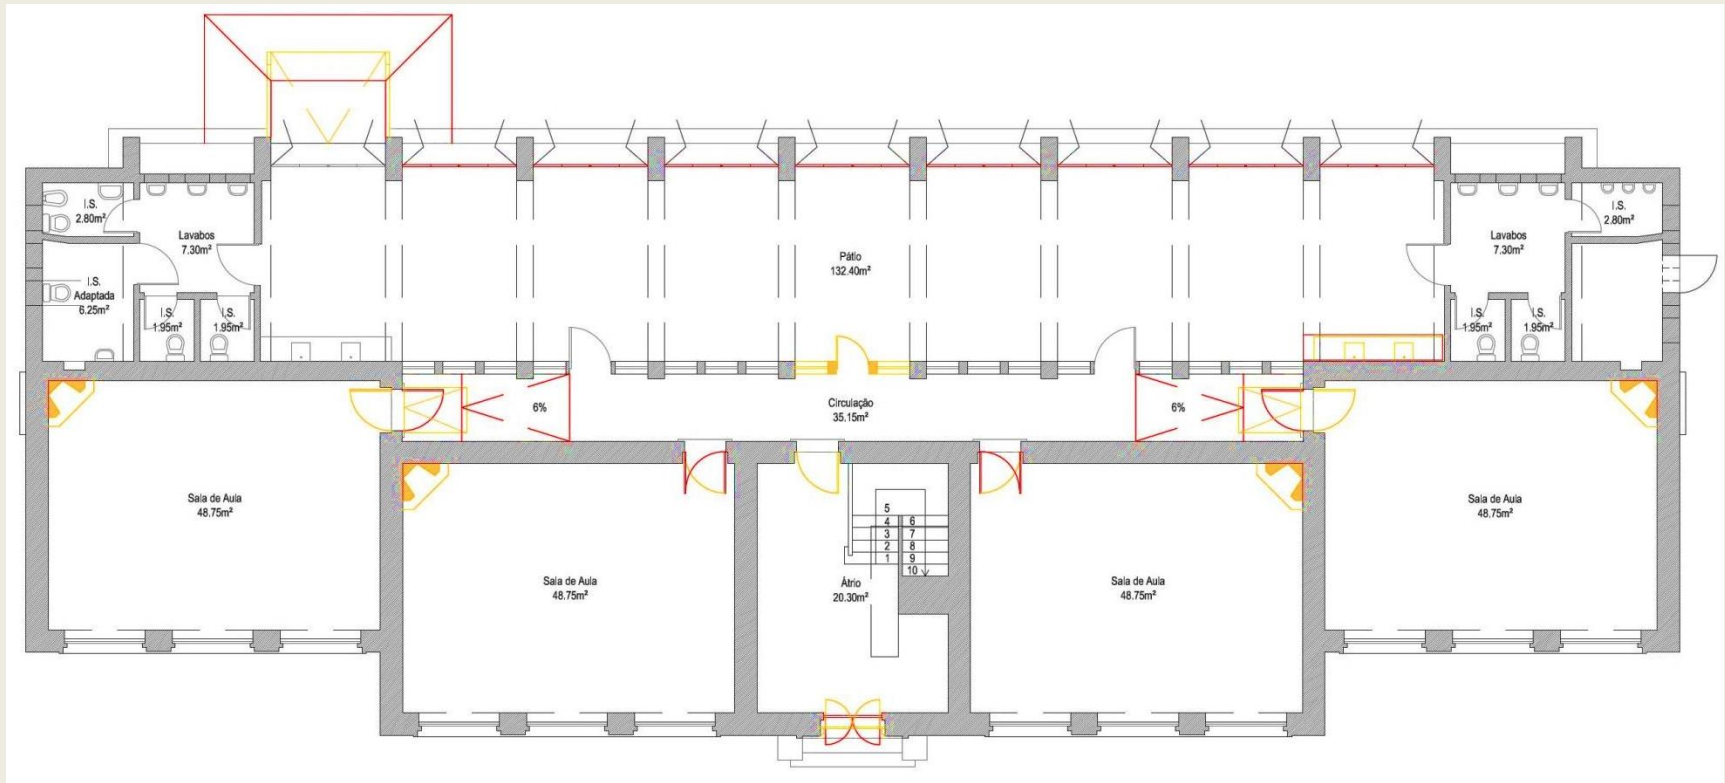 I.S.
2.80m²
Lavabos
7.30m²
I.S.
Adaptada
6.25m²
I.S.
1.95m²
I.S.
1.95m²
Pátio
132.40m²
I.S.
2.80m²
Lavabos
7.30m²
I.S.
1.95m²
I.S.
1.95m²
6%
Circulação
35.15m²
6%
Sala de Aula
48.75m²
Sala de Aula
48.75m²
5
4 6
3 7
2 8
1 9
10
Átrio
20.30m²
Sala de Aula
48.75m²
Sala de Aula
48.75m²